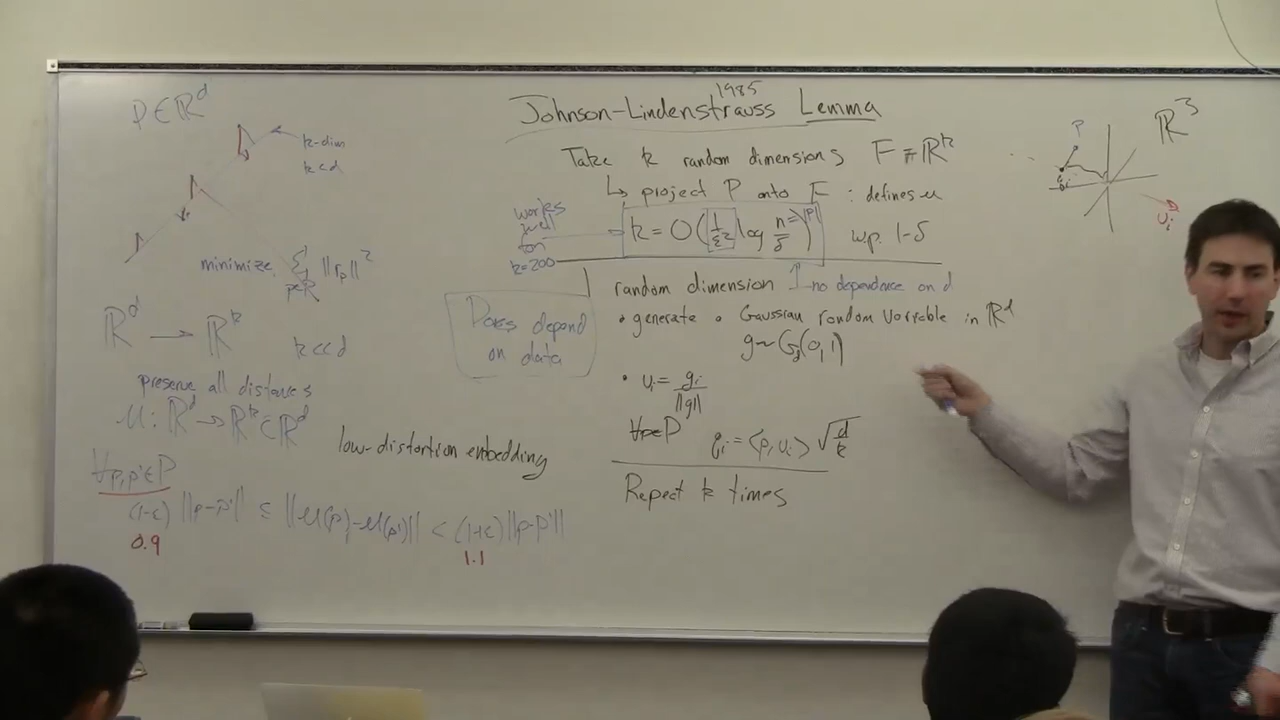 P∈ℝ^d
k-dim
k<d
minimize Σ_{p∈P} ||r_p||²
ℝ^d → ℝ^k
k<<d
preserve all distances
μ: ℝ^d → ℝ^k ⊂ ℝ^d
low-distortion embedding
∀p,p'∈P
(1-ε) ||p-p'|| ≤ ||μ(p)-μ(p')|| < (1+ε)||p-p'||
0.9
1.1
1985
Johnson-Lindenstrauss Lemma
Take k random dimensions F = ℝ^k
↳ project P onto F : defines μ
works well for k=200
k = O(1/ε² log n/δ) n=|P| w.p. 1-δ
random dimension ↑ no dependence on d
Does depend on data
• generate a Gaussian random variable in ℝ^d
g~G_d(0,1)
• u_i = g_i/||g||
∀p∈P q_i = <p,u_i> √(d/k)
Repeat k times
ℝ³
P
q_i
u_i